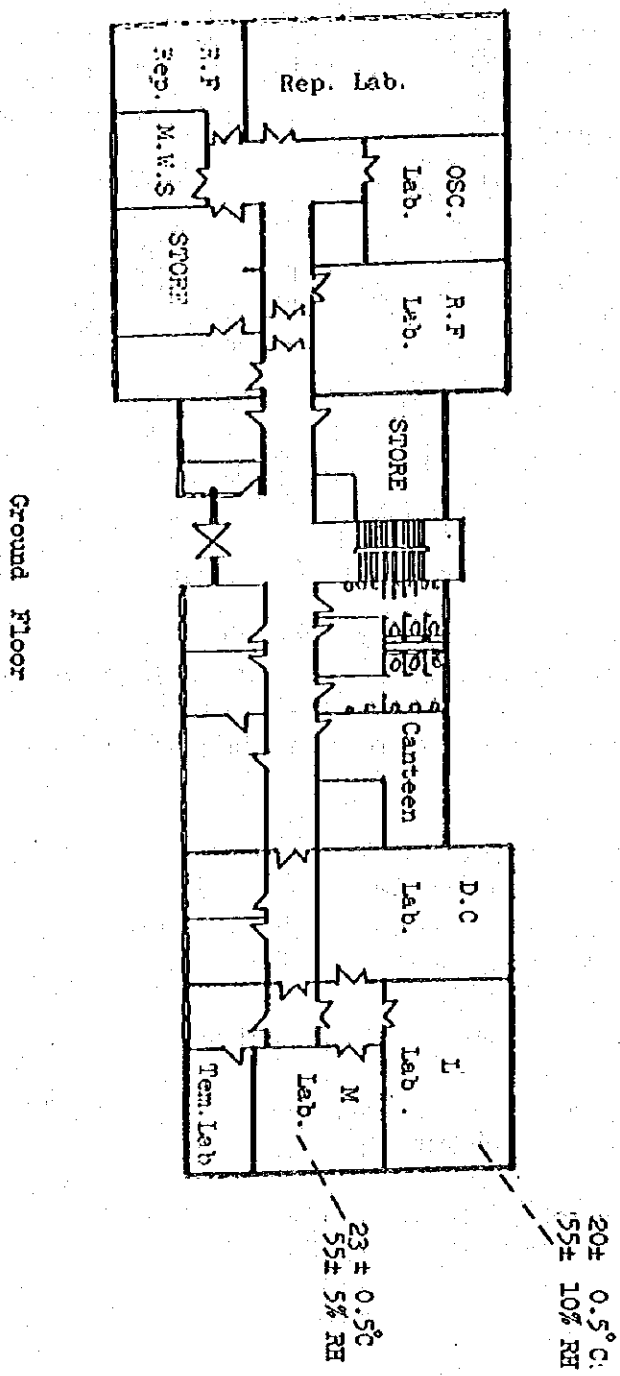 Rep. Lab.
R.F
Rep.
M.W.S
STORE
OSC.
Lab.
R.F
Lab.
STORE
Canteen
D.C
Lab.
L
Lab.
M
Lab.
Tem.Lab
20± 0.5°C
55± 10% RH
23 ± 0.5°C
55± 5% RH
Ground Floor